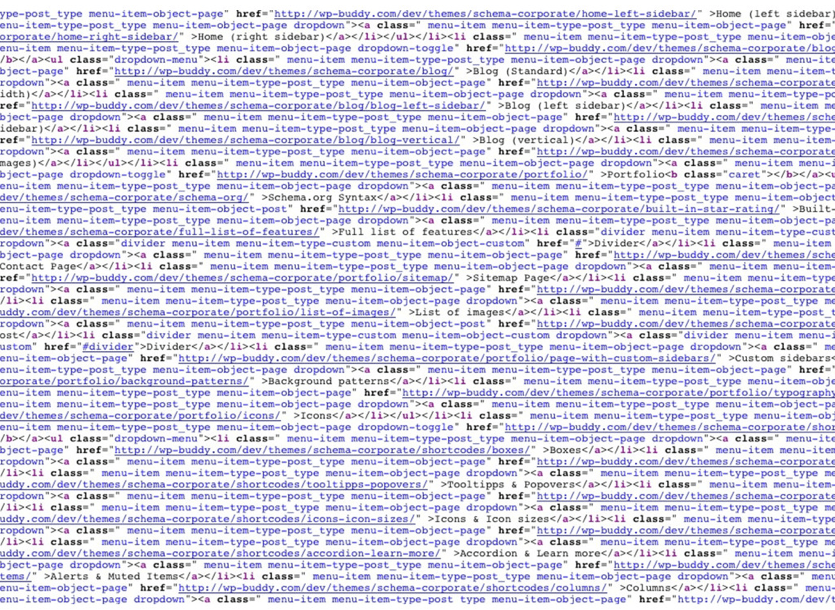 ype-post_type menu-item-object-page" href="http://wp-buddy.com/dev/themes/schema-corporate/home-left-sidebar/" >Home (left sidebar)
enu-item-type-post_type menu-item-object-page dropdown"><a class=" menu-item menu-item-type-post_type menu-item-object-page" href="
orporate/home-right-sidebar/" >Home (right sidebar)</a></li></ul></li><li class=" menu-item menu-item-type-post_type menu-item-obje
enu-item menu-item-type-post_type menu-item-object-page dropdown-toggle" href="http://wp-buddy.com/dev/themes/schema-corporate/blo
/b></a><ul class="dropdown-menu"><li class=" menu-item menu-item-type-post_type menu-item-object-page dropdown"><a class=" menu-ite
bject-page" href="http://wp-buddy.com/dev/themes/schema-corporate/blog/" >Blog (Standard)</a></li><li class=" menu-item menu-item-t
ropdown"><a class=" menu-item menu-item-type-post_type menu-item-object-page" href="http://wp-buddy.com/dev/themes/schema-corporate
idth)</a></li><li class=" menu-item menu-item-type-post_type menu-item-object-page dropdown"><a class=" menu-item menu-item-type-po
ref="http://wp-buddy.com/dev/themes/schema-corporate/blog/blog-left-sidebar/" >Blog (left sidebar)</a></li><li class=" menu-item me
bject-page dropdown"><a class=" menu-item menu-item-type-post_type menu-item-object-page" href="http://wp-buddy.com/dev/themes/sche
idebar)</a></li><li class=" menu-item menu-item-type-post_type menu-item-object-page dropdown"><a class=" menu-item menu-item-type-
ref="http://wp-buddy.com/dev/themes/schema-corporate/blog/blog-vertical/" >Blog (vertical)</a></li><li class=" menu-item menu-item-
ropdown"><a class=" menu-item menu-item-type-post_type menu-item-object-page" href="http://wp-buddy.com/dev/themes/schema-corporate
mages)</a></li></ul></li><li class=" menu-item menu-item-type-post_type menu-item-object-page dropdown"><a class=" menu-item menu-i
bject-page dropdown-toggle" href="http://wp-buddy.com/dev/themes/schema-corporate/portfolio/" >Portfolio<b class="caret"></b></a><u
enu-item menu-item-type-post_type menu-item-object-page dropdown"><a class=" menu-item menu-item-type-post_type menu-item-object-pa
dev/themes/schema-corporate/schema-org/" >Schema.org Syntax</a></li><li class=" menu-item menu-item-type-post_type menu-item-object
enu-item menu-item-type-post_type menu-item-object-post" href="http://wp-buddy.com/dev/themes/schema-corporate/built-in-star-rating/" >Buil
enu-item menu-item-type-post_type menu-item-object-page dropdown"><a class=" menu-item menu-item-type-post_type menu-item-object-pa
chema-corporate/full-list-of-features/" >Full list of features</a></li><li class="divider menu-item menu-item-type-cust
ropdown"><a class="divider menu-item menu-item-type-custom menu-item-object-custom" href="#">Divider</a></li><li class=" menu-item
bject-page dropdown"><a class=" menu-item menu-item-type-post_type menu-item-object-page" href="http://wp-buddy.com/dev/themes/sche
Contact Page</a></li><li class=" menu-item menu-item-type-post_type menu-item-object-page dropdown"><a class=" menu-item menu-item-
ref="http://wp-buddy.com/dev/themes/schema-corporate/portfolio/sitemap/" >Sitemap Page</a></li><li class=" menu-item menu-item-type
ropdown"><a class=" menu-item menu-item-type-post_type menu-item-object-page" href="http://wp-buddy.com/dev/themes/schema-corporate
/li><li class=" menu-item menu-item-type-post_type menu-item-object-page dropdown"><a class=" menu-item menu-item-type-post_type me
uddy.com/dev/themes/schema-corporate/portfolio/list-of-images/" >List of images</a></li><li class=" menu-item menu-item-type-post_t
ropdown"><a class=" menu-item menu-item-type-post_type menu-item-object-post" href="http://wp-buddy.com/dev/themes/schema-corporate
ost</a></li><li class="divider menu-item menu-item-type-custom menu-item-object-custom dropdown"><a class="divider menu-item menu-i
ustom" href="#divider">Divider</a></li><li class=" menu-item menu-item-type-post_type menu-item-object-page dropdown"><a class=" me
enu-item-object-page" href="http://wp-buddy.com/dev/themes/schema-corporate/portfolio/page-with-custom-sidebars/" >Custom sidebars<
enu-item-type-post_type menu-item-object-page dropdown"><a class=" menu-item menu-item-type-post_type menu-item-object-page" href="
orporate/portfolio/background-patterns/" >Background patterns</a></li><li class=" menu-item menu-item-type-post_type menu-item-obje
enu-item menu-item-type-post_type menu-item-object-page" href="http://wp-buddy.com/dev/themes/schema-corporate/portfolio/typography
enu-item menu-item-type-post_type menu-item-object-page dropdown"><a class=" menu-item menu-item-type-post_type menu-item-object-pa
dev/themes/schema-corporate/portfolio/icons/" >Icons</a></li></ul></li><li class=" menu-item menu-item-type-post_type menu-item-obj
enu-item menu-item-type-post_type menu-item-object-page dropdown-toggle" href="http://wp-buddy.com/dev/themes/schema-corporate/shor
/b></a><ul class="dropdown-menu"><li class=" menu-item menu-item-type-post_type menu-item-object-page dropdown"><a class=" menu-ite
bject-page" href="http://wp-buddy.com/dev/themes/schema-corporate/shortcodes/boxes/" >Boxes</a></li><li class=" menu-item menu-item
ropdown"><a class=" menu-item menu-item-type-post_type menu-item-object-page" href="http://wp-buddy.com/dev/themes/schema-corporate
/li><li class=" menu-item menu-item-type-post_type menu-item-object-page dropdown"><a class=" menu-item menu-item-type-post_type me
uddy.com/dev/themes/schema-corporate/shortcodes/tooltipps-popovers/" >Tooltipps & Popovers</a></li><li class=" menu-item menu-item-
ropdown"><a class=" menu-item menu-item-type-post_type menu-item-object-page" href="http://wp-buddy.com/dev/themes/schema-corporate
/li><li class=" menu-item menu-item-type-post_type menu-item-object-page dropdown"><a class=" menu-item menu-item-type-post_type me
uddy.com/dev/themes/schema-corporate/shortcodes/icons-icon-sizes/" >Icons & Icon sizes</a></li><li class=" menu-item menu-item-type
ropdown"><a class=" menu-item menu-item-type-post_type menu-item-object-page" href="http://wp-buddy.com/dev/themes/schema-corporate
/li><li class=" menu-item menu-item-type-post_type menu-item-object-page dropdown"><a class=" menu-item menu-item-type-post_type me
uddy.com/dev/themes/schema-corporate/shortcodes/accordion-learn-more/" >Accordion & Learn more</a></li><li class=" menu-item menu-i
bject-page dropdown"><a class=" menu-item menu-item-type-post_type menu-item-object-page" href="http://wp-buddy.com/dev/themes/sche
tems/" >Alerts & Muted Items</a></li><li class=" menu-item menu-item-type-post_type menu-item-object-page dropdown"><a class=" menu
enu-item-object-page" href="http://wp-buddy.com/dev/themes/schema-corporate/shortcodes/columns/" >Columns</a></li><li class=" menu-
enu-item-object-page dropdown"><a class=" menu-item menu-item-type-post_type menu-item-object-page" href="http://wp-buddy.com/dev/t